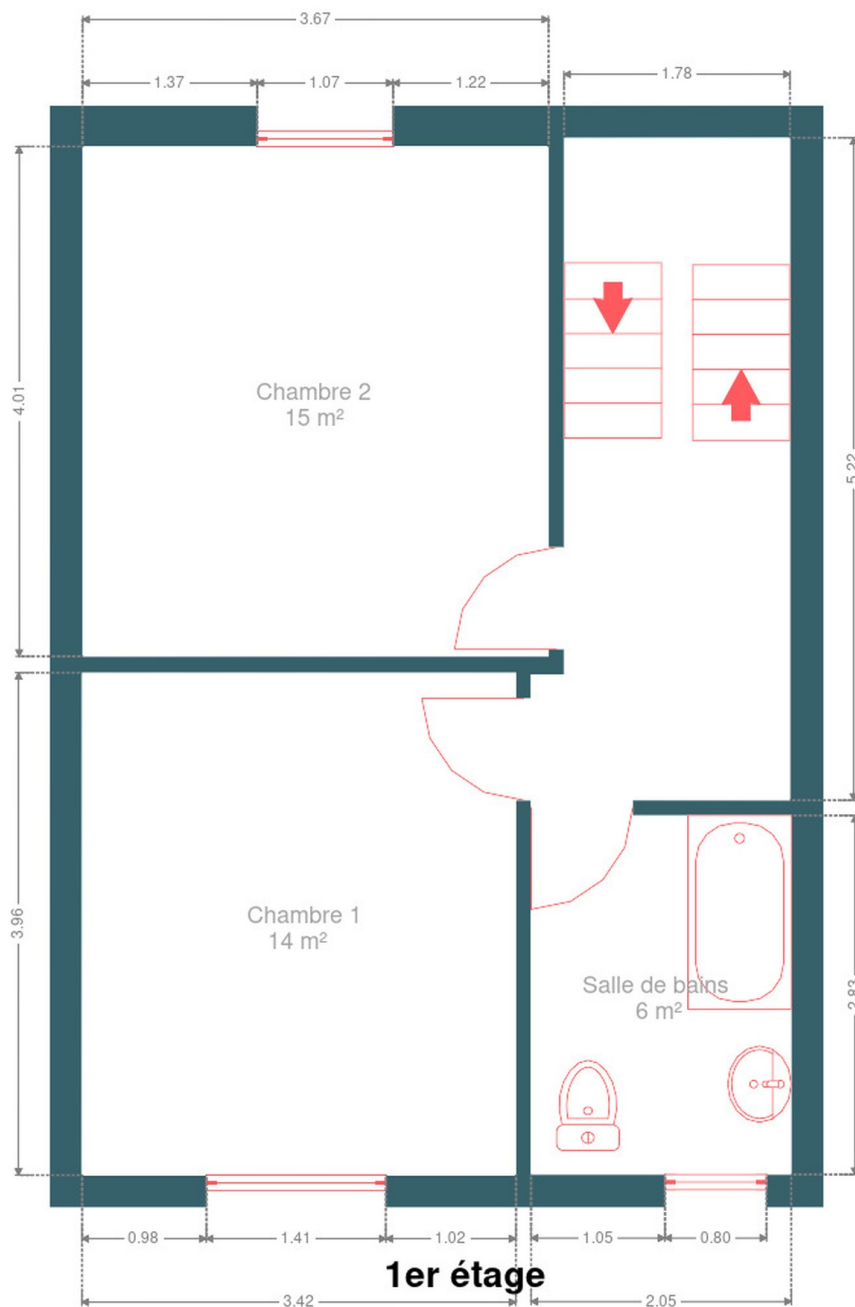 3.67
1.37
1.07
1.22
1.78
4.01
5.22
Chambre 2
15 m²
3.96
Chambre 1
14 m²
2.83
Salle de bains
6 m²
0.98
1.41
1.02
1.05
0.80
1er étage
3.42
2.05